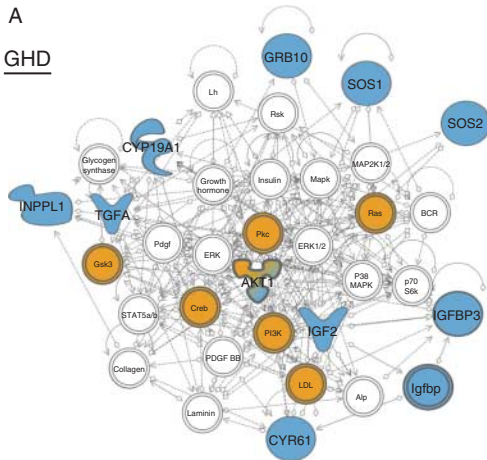 A
GHD
GRB10
Lh
SOS1
Rsk
SOS2
CYP19A1
Glycogen
synthase
Growth
hormone
Insulin
Mapk
MAP2K1/2
INPPL1
TGFA
Ras
BCR
Pkc
Pdgf
ERK
ERK1/2
Gsk3
AKT1
P38
MAPK
p70
S6k
STAT5a/b
Creb
PI3K
IGF2
IGFBP3
Collagen
PDGF BB
LDL
Alp
Igfbp
Laminin
CYR61